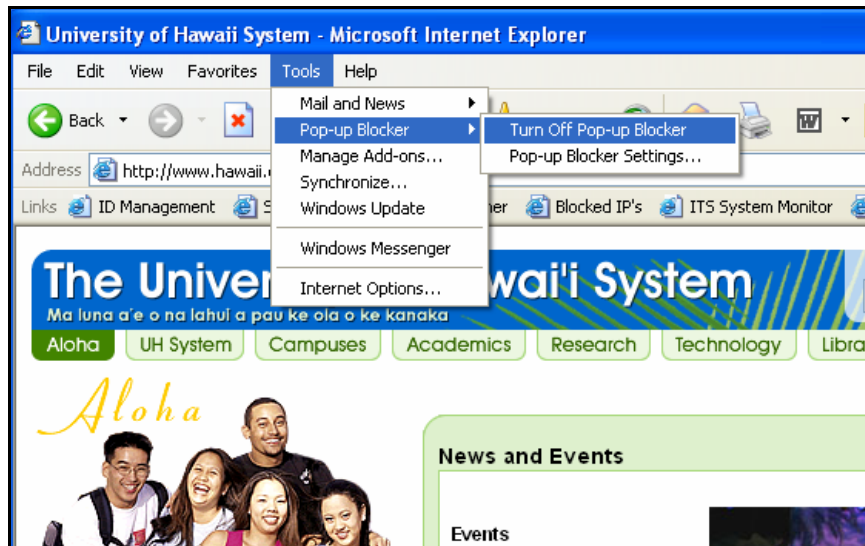 University of Hawaii System - Microsoft Internet Explorer
File Edit View Favorites Tools Help
Mail and News
Back
Pop-up Blocker
Turn Off Pop-up Blocker
Manage Add-ons...
Pop-up Blocker Settings...
Address http://www.hawaii.
Synchronize...
Links ID Management
Windows Update
Blocked IP's ITS System Monitor
Windows Messenger
Internet Options...
The Univer wai'i System
Ma luna a'e o na lahui a pau ke ola o ke kanaka
Aloha UH System Campuses Academics Research Technology Libra
Aloha
News and Events
Events